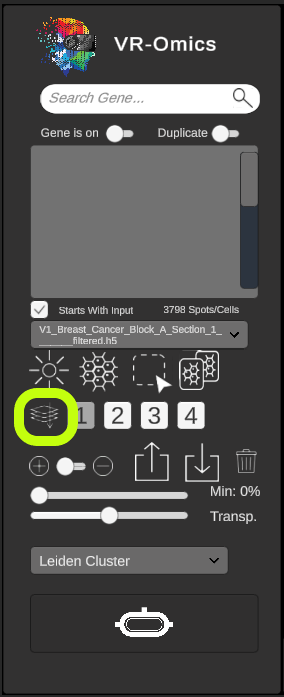 VR-Omics
Search Gene...
Gene is on
Duplicate
Starts With Input
3798 Spots/Cells
V1_Breast_Cancer_Block_A_Section_1_
______filtered.h5
1 2 3 4
Min: 0%
Transp.
Leiden Cluster